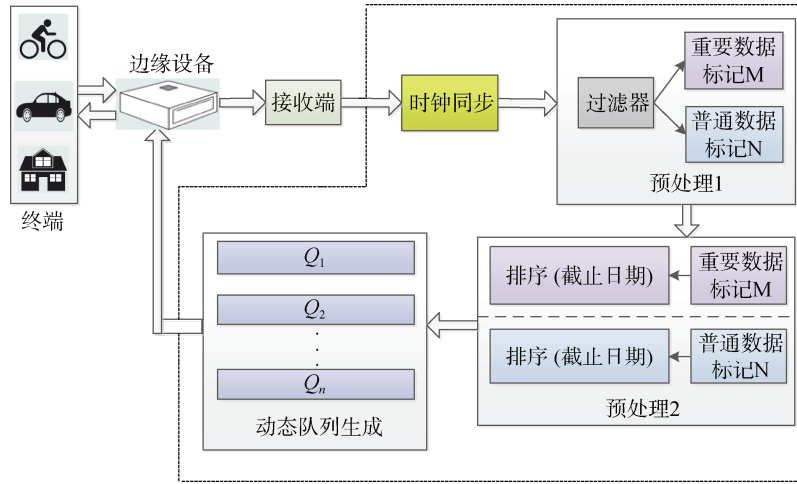 终端
边缘设备
接收端
时钟同步
过滤器
重要数据
标记M
普通数据
标记N
预处理1
排序 (截止日期)
重要数据
标记M
排序 (截止日期)
普通数据
标记N
预处理2
Q1
Q2
Qn
动态队列生成